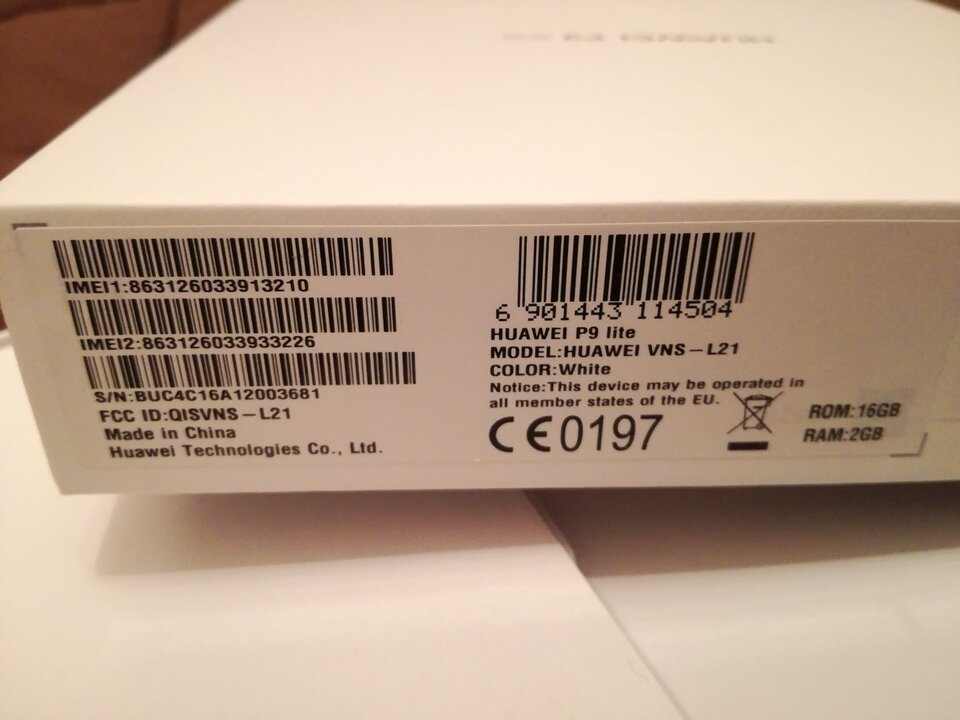 IMEI1:863126033913210
IMEI2:863126033933226
S/N:BUC4C16A12003681
FCC ID:QISVNS-L21
Made in China
Huawei Technologies Co., Ltd.
6 901443 114504
HUAWEI P9 lite
MODEL:HUAWEI VNS-L21
COLOR:White
Notice:This device may be operated in
all member states of the EU.
CE0197
ROM:16GB
RAM:2GB